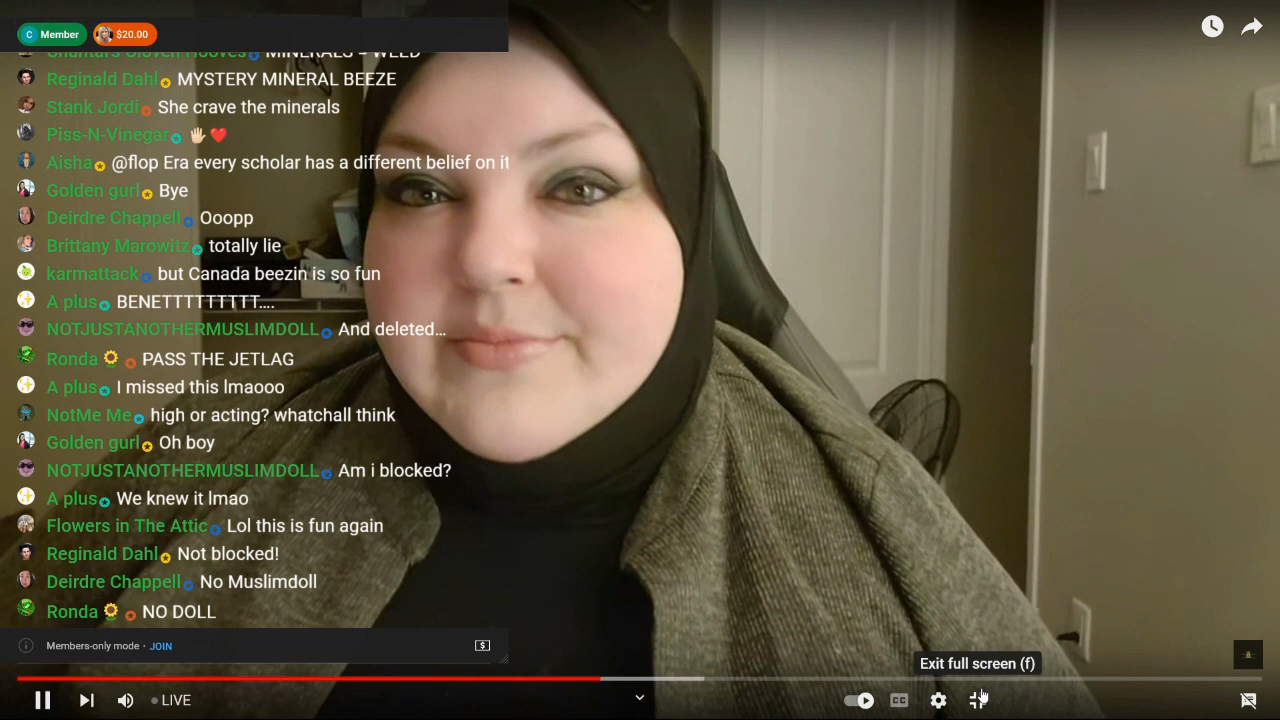 C Member $20.00
MINERALS = WEED
Reginald Dahl MYSTERY MINERAL BEEZE
Stank Jordi She crave the minerals
Piss-N-Vinegar 🖐🏻❤️
Aisha @flop Era every scholar has a different belief on it
Golden gurl Bye
Deirdre Chappell Ooopp
Brittany Marowitz totally lie
karmattack but Canada beezin is so fun
A plus BENETTTTTTTTT....
NOTJUSTANOTHERMUSLIMDOLL And deleted…
Ronda🌻 PASS THE JETLAG
A plus I missed this lmaooo
NotMe Me high or acting? whatchall think
Golden gurl Oh boy
NOTJUSTANOTHERMUSLIMDOLL Am i blocked?
A plus We knew it lmao
Flowers in The Attic Lol this is fun again
Reginald Dahl Not blocked!
Deirdre Chappell No Muslimdoll
Ronda🌻 NO DOLL
Members-only mode · JOIN
Exit full screen (f)
LIVE
CC